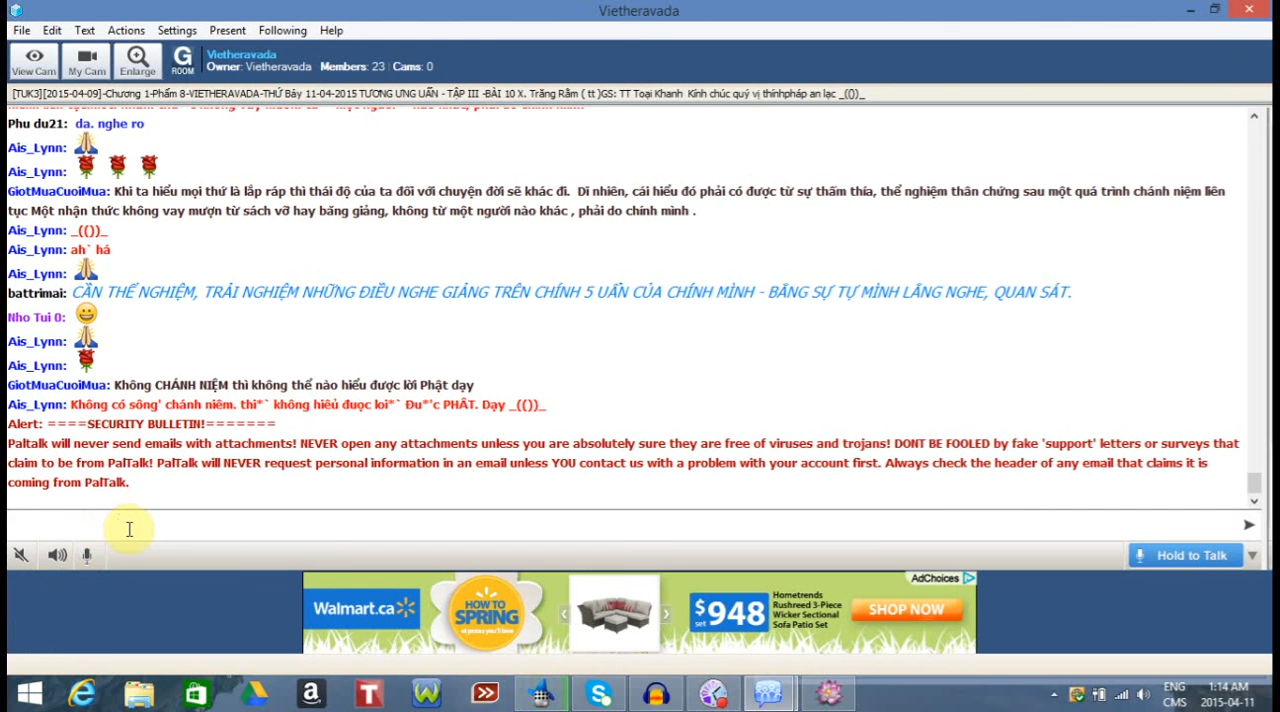 Vietheravada
File Edit Text Actions Settings Present Following Help
View Cam My Cam Enlarge G ROOM Vietheravada
Owner: Vietheravada Members: 23 Cams: 0
[TUK3][2015-04-09]-Chương 1-Phẩm 8-VIETHERAVADA-THỨ Bảy 11-04-2015 TƯƠNG ƯNG UẨN - TẬP III -BÀI 10 X. Trăng Rằm ( tt )GS: TT Toại Khanh Kính chúc quý vị thínhpháp an lạc _(())_
Phu du21: da. nghe ro
Ais_Lynn:
Ais_Lynn:
GiotMuaCuoiMua: Khi ta hiểu mọi thứ là lắp ráp thì thái độ của ta đối với chuyện đời sẽ khác đi. Dĩ nhiên, cái hiểu đó phải có được từ sự thấm thía, thể nghiệm thân chứng sau một quá trình chánh niệm liên
tục Một nhận thức không vay mượn từ sách vỡ hay băng giảng, không từ một người nào khác , phải do chính mình .
Ais_Lynn: _(())_
Ais_Lynn: ah` há
Ais_Lynn:
battrimai: CẦN THỂ NGHIỆM, TRẢI NGHIỆM NHỮNG ĐIỀU NGHE GIẢNG TRÊN CHÍNH 5 UẨN CỦA CHÍNH MÌNH - BẰNG SỰ TỰ MÌNH LẮNG NGHE, QUAN SÁT.
Nho Tui 0:
Ais_Lynn:
Ais_Lynn:
GiotMuaCuoiMua: Không CHÁNH NIỆM thì không thể nào hiểu được lời Phật dạy
Ais_Lynn: Không có sông' chánh niêm. thi*` không hiêủ đuọc loi*` Đu*'c PHÂT. Dạy _(())_
Alert: ====SECURITY BULLETIN!=======
Paltalk will never send emails with attachments! NEVER open any attachments unless you are absolutely sure they are free of viruses and trojans! DONT BE FOOLED by fake 'support' letters or surveys that
claim to be from PalTalk! PalTalk will NEVER request personal information in an email unless YOU contact us with a problem with your account first. Always check the header of any email that claims it is
coming from PalTalk.
Hold to Talk
AdChoices
Walmart.ca
HOW TO
SPRING
$948
set
Hometrends
Rushreed 3-Piece
Wicker Sectional
Sofa Patio Set
SHOP NOW
ENG
CMS
1:14 AM
2015-04-11